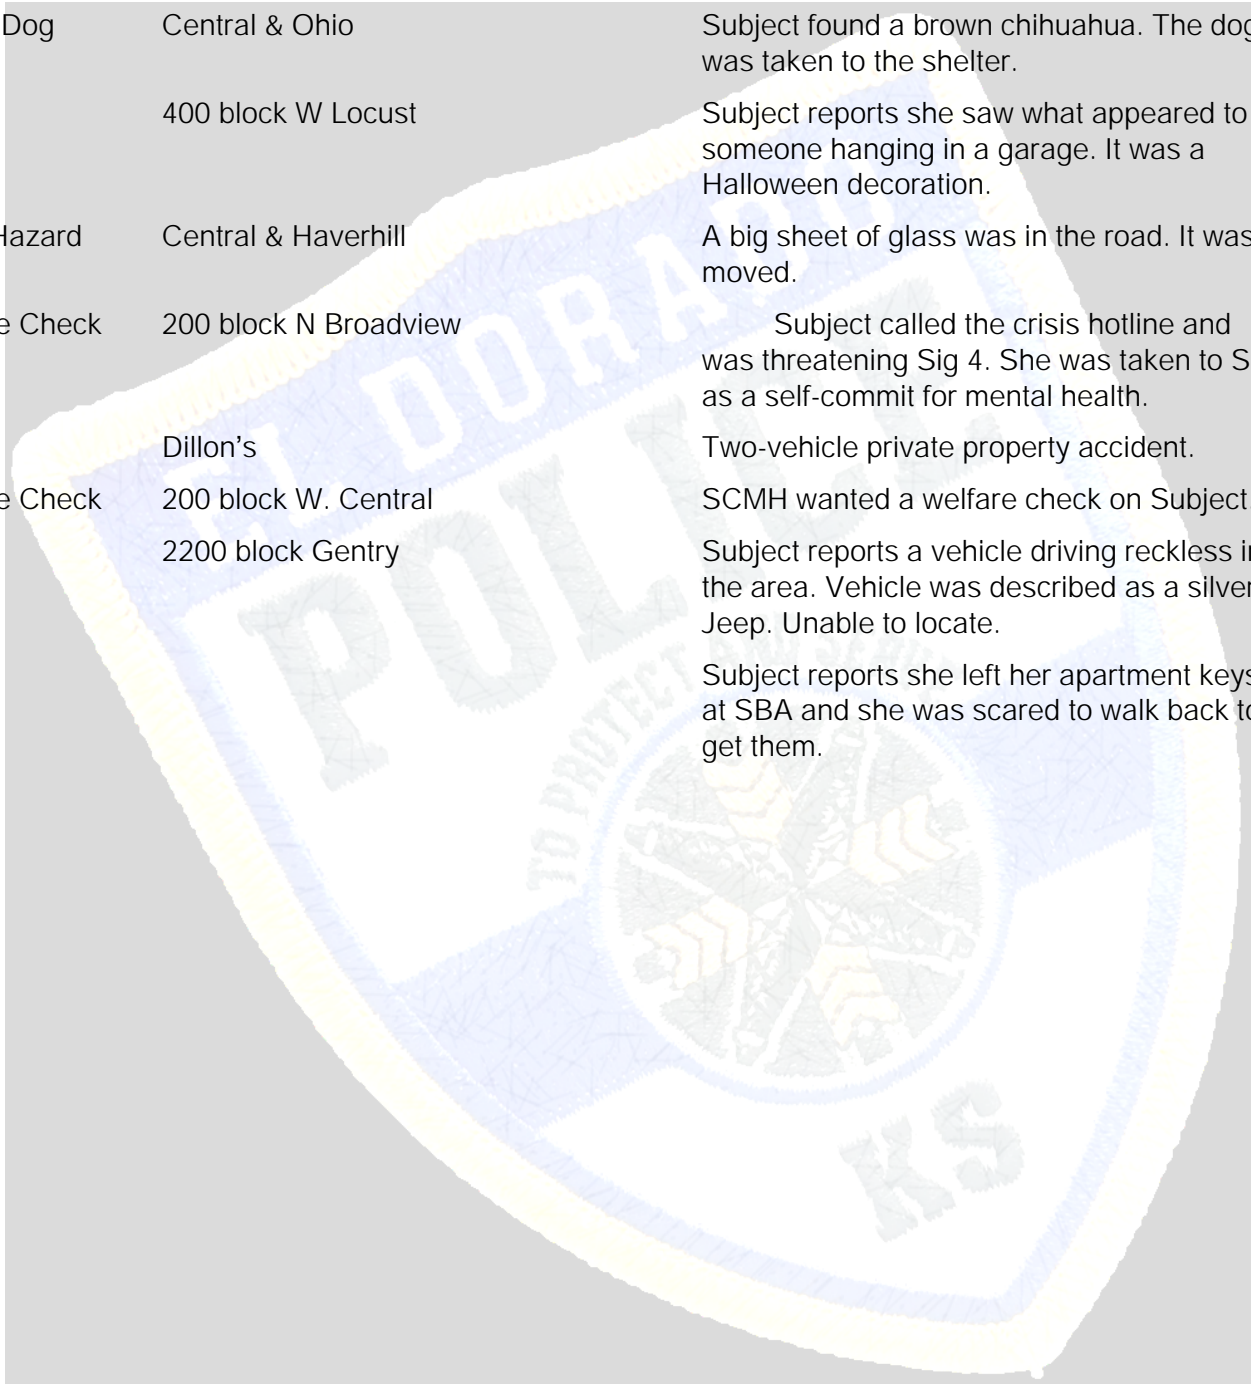 Dog Central & Ohio Subject found a brown chihuahua. The dog
was taken to the shelter.
400 block W Locust Subject reports she saw what appeared to
someone hanging in a garage. It was a
Halloween decoration.
Hazard Central & Haverhill A big sheet of glass was in the road. It was
moved.
e Check 200 block N Broadview Subject called the crisis hotline and
was threatening Sig 4. She was taken to S
as a self-commit for mental health.
Dillon's Two-vehicle private property accident.
e Check 200 block W. Central SCMH wanted a welfare check on Subject.
2200 block Gentry Subject reports a vehicle driving reckless in
the area. Vehicle was described as a silver
Jeep. Unable to locate.
Subject reports she left her apartment keys
at SBA and she was scared to walk back to
get them.
EL DORADO
POLICE
TO PROTECT AND SERVE
KS